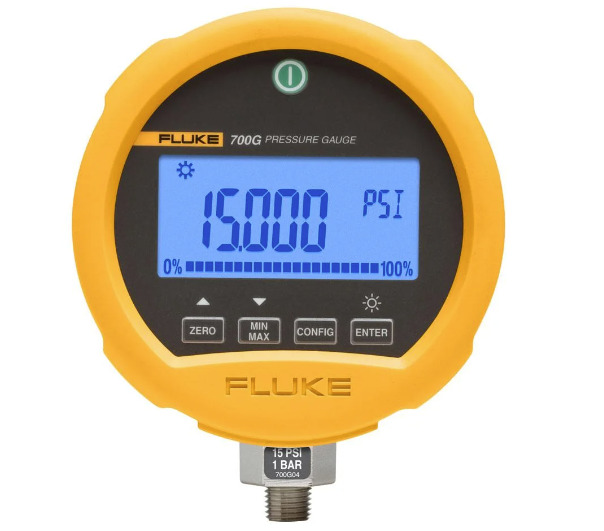 FLUKE 700G PRESSURE GAUGE
15.000 PSI
0% 100%
ZERO MIN MAX CONFIG ENTER
FLUKE
15 PSI
1 BAR
700G04